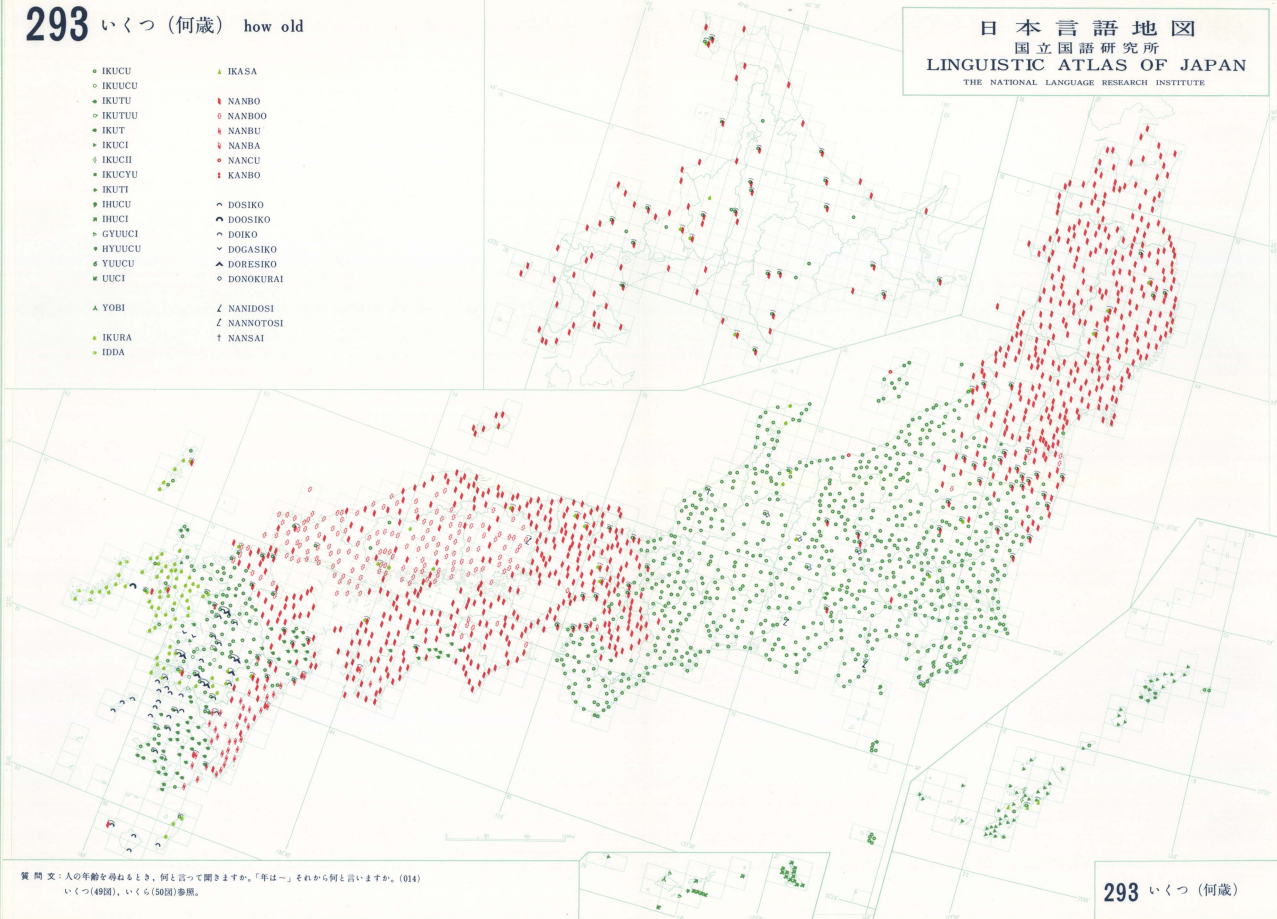 293 いくつ（何歳） how old
日本言語地図
国立国語研究所
LINGUISTIC ATLAS OF JAPAN
THE NATIONAL LANGUAGE RESEARCH INSTITUTE
IKUCU
IKUUCU
IKUTU
IKUTUU
IKUT
IKUCI
IKUCII
IKUCYU
IKUTI
IHUCU
IHUCI
GYUUCI
HYUUCU
YUUCU
UUCI
YOBI
IKURA
IDDA
IKASA
NANBO
NANBOO
NANBU
NANBA
NANCU
KANBO
DOSIKO
DOOSIKO
DOIKO
DOGASIKO
DORESIKO
DONOKURAI
NANIDOSI
NANNOTOSI
NANSAI
質問文：人の年齢を尋ねるとき，何と言って聞きますか。「年は〜」それから何と言いますか。(014)
いくつ(49図)，いくら(50図)参照。
293 いくつ（何歳）